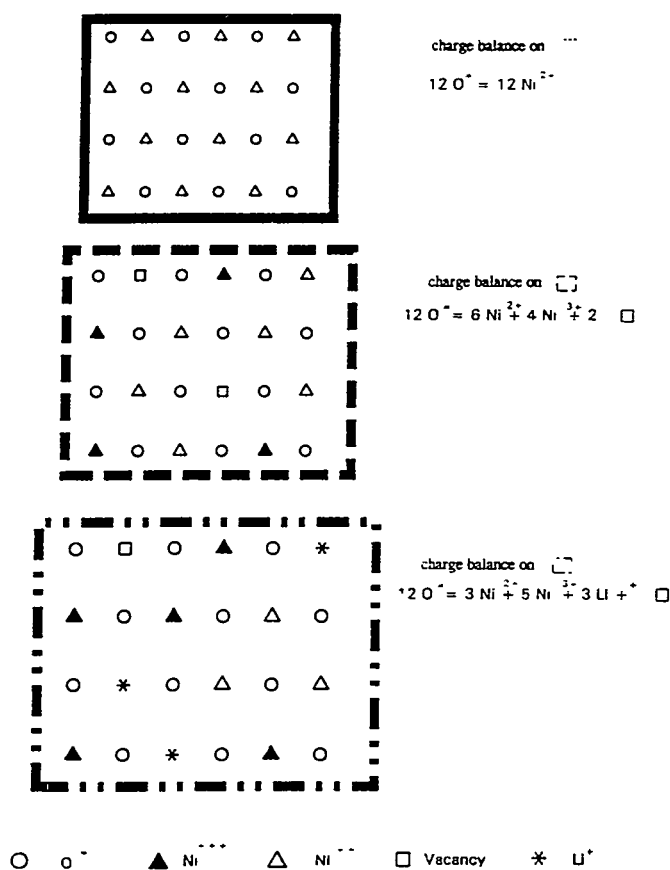 charge balance on ---
12 O⁺ = 12 Ni²⁻
charge balance on
12 O⁼ = 6 Ni²⁺ + 4 Ni³⁺ + 2 □
charge balance on
12 O⁼ = 3 Ni²⁺ + 5 Ni³⁺ + 3 Li⁺ + □
○ O⁻ ▲ Ni⁺⁺⁺ △ Ni⁻⁻ □ Vacancy * Li⁺